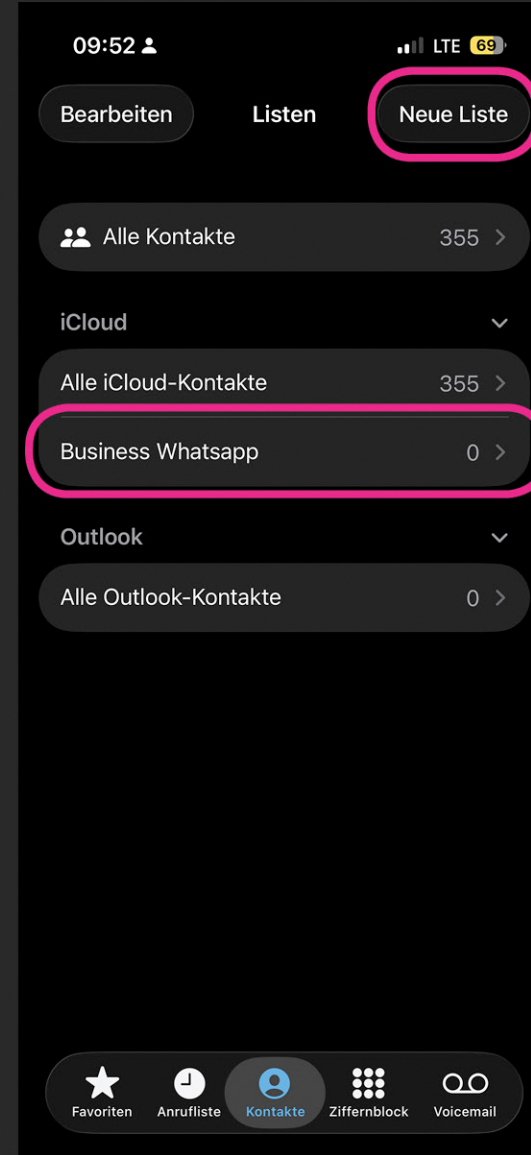 09:52
LTE 69
Bearbeiten Listen Neue Liste
Alle Kontakte 355
iCloud
Alle iCloud-Kontakte 355
Business Whatsapp 0
Outlook
Alle Outlook-Kontakte 0
Favoriten Anrufliste Kontakte Ziffernblock Voicemail